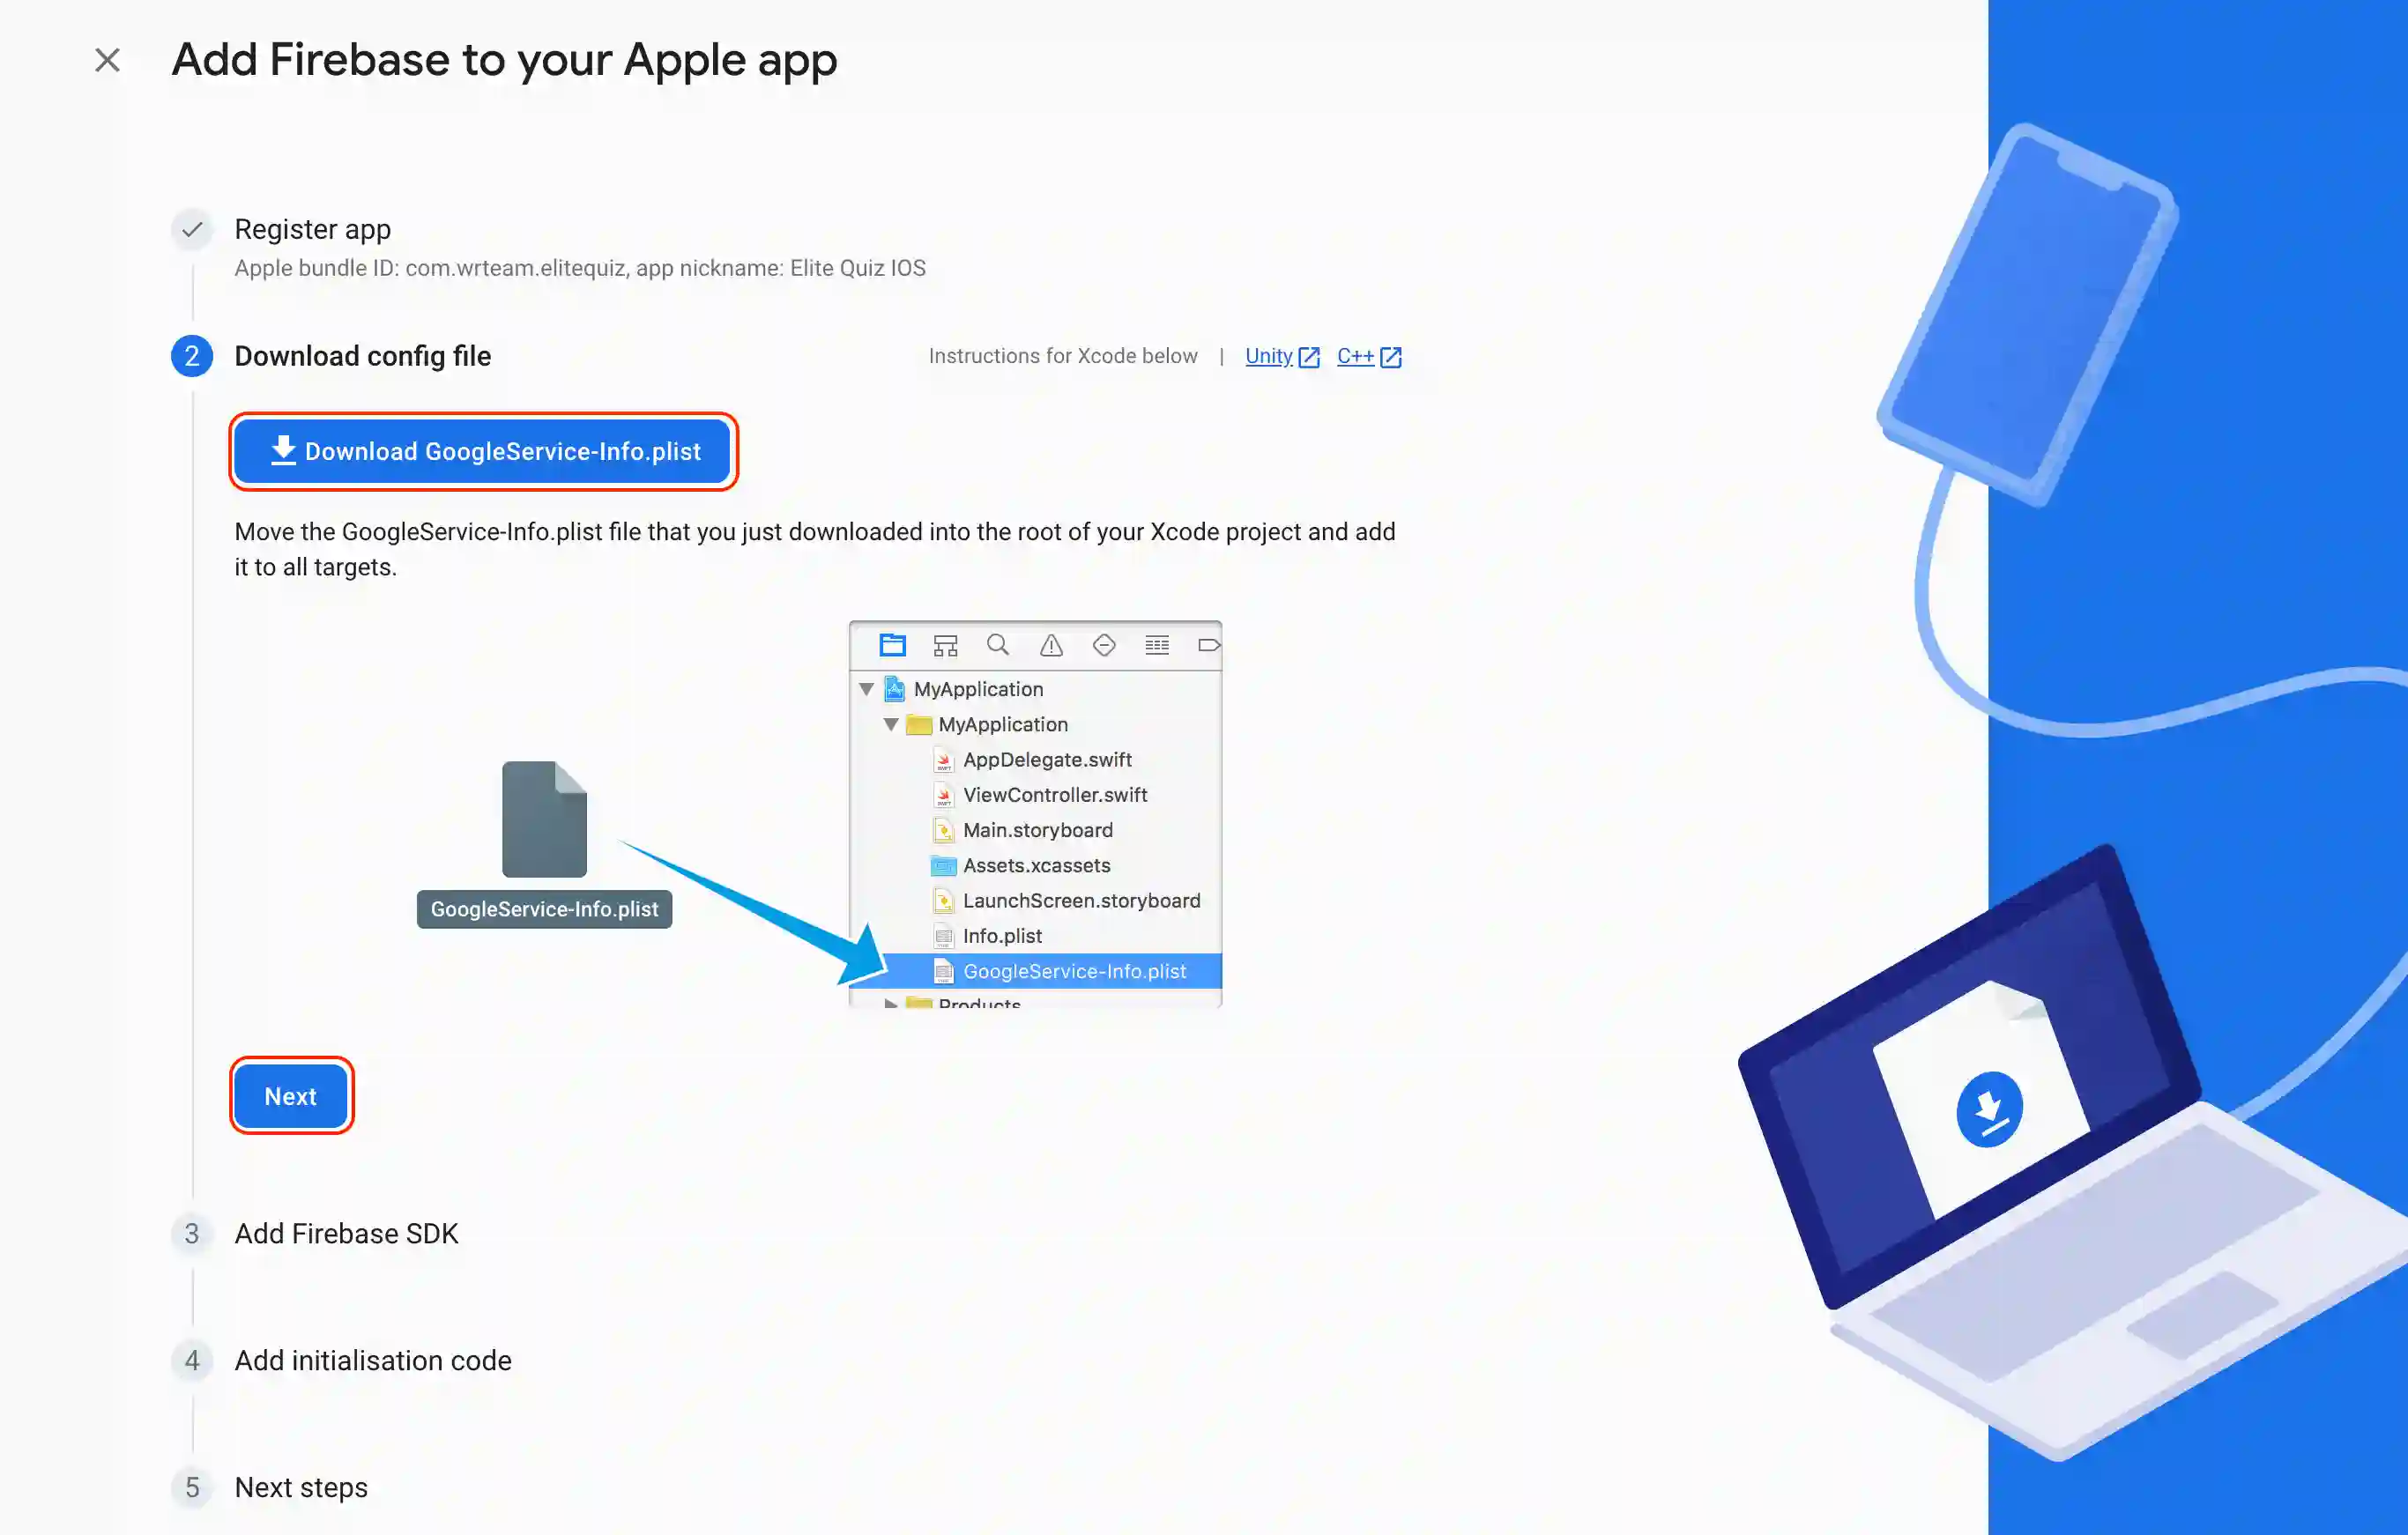 Add Firebase to your Apple app
Register app
Apple bundle ID: com.wrteam.elitequiz, app nickname: Elite Quiz IOS
2 Download config file
Instructions for Xcode below | Unity C++
Download GoogleService-Info.plist
Move the GoogleService-Info.plist file that you just downloaded into the root of your Xcode project and add
it to all targets.
GoogleService-Info.plist
MyApplication
MyApplication
AppDelegate.swift
ViewController.swift
Main.storyboard
Assets.xcassets
LaunchScreen.storyboard
Info.plist
GoogleService-Info.plist
Products
Next
3 Add Firebase SDK
4 Add initialisation code
5 Next steps